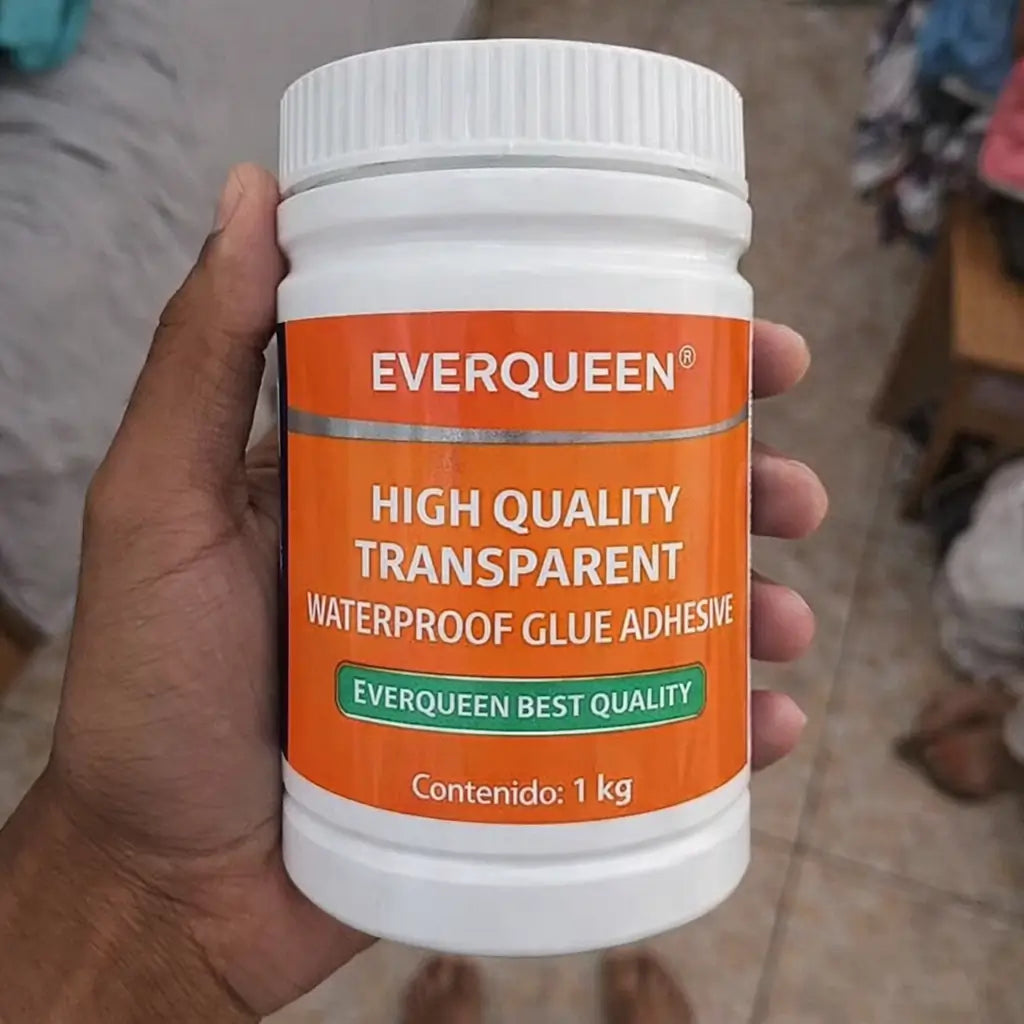 EVERQUEEN®
HIGH QUALITY
TRANSPARENT
WATERPROOF GLUE ADHESIVE
EVERQUEEN BEST QUALITY
Contenido: 1 kg